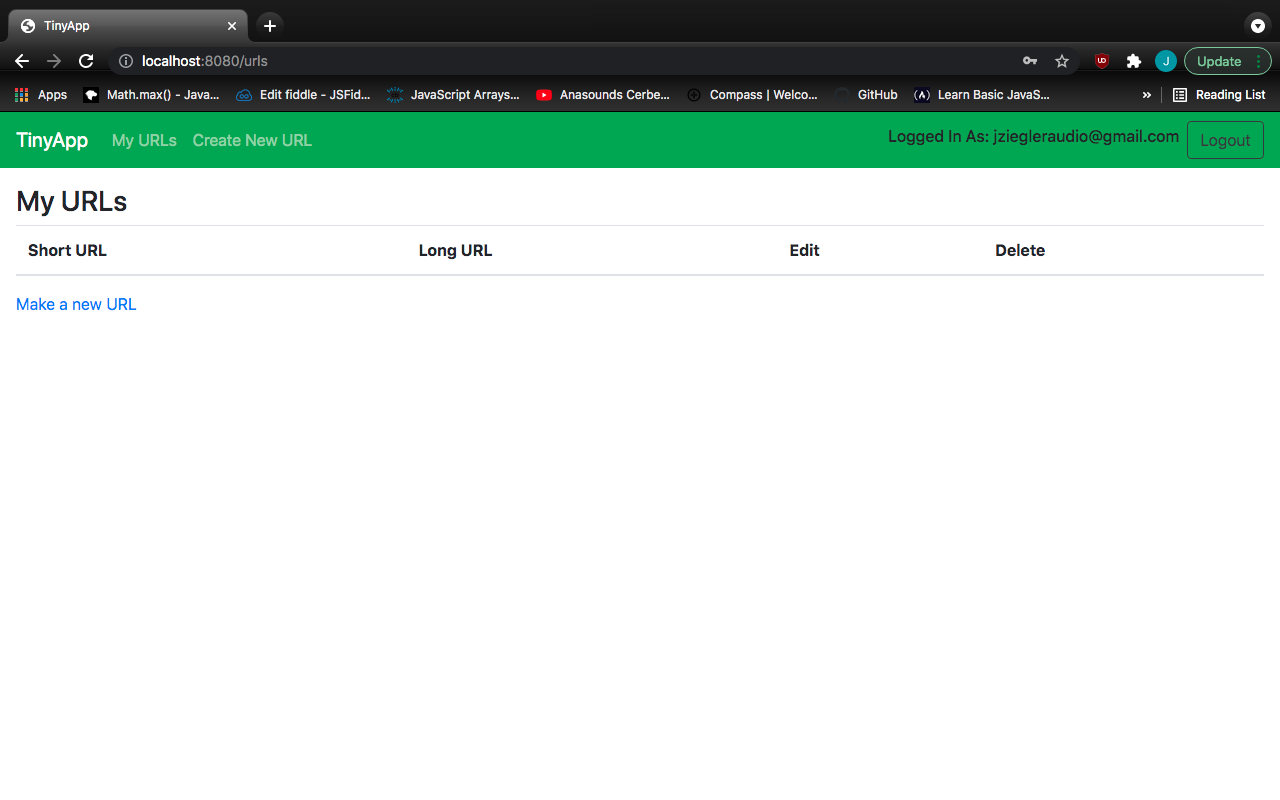 TinyApp
localhost:8080/urls
J
Update
Apps
Math.max() - Java...
Edit fiddle - JSFid...
JavaScript Arrays...
Anasounds Cerbe...
Compass | Welco...
GitHub
(A) Learn Basic JavaS...
»
Reading List
TinyApp My URLs Create New URL Logged In As: jziegleraudio@gmail.com Logout
My URLs
Short URL Long URL Edit Delete
Make a new URL